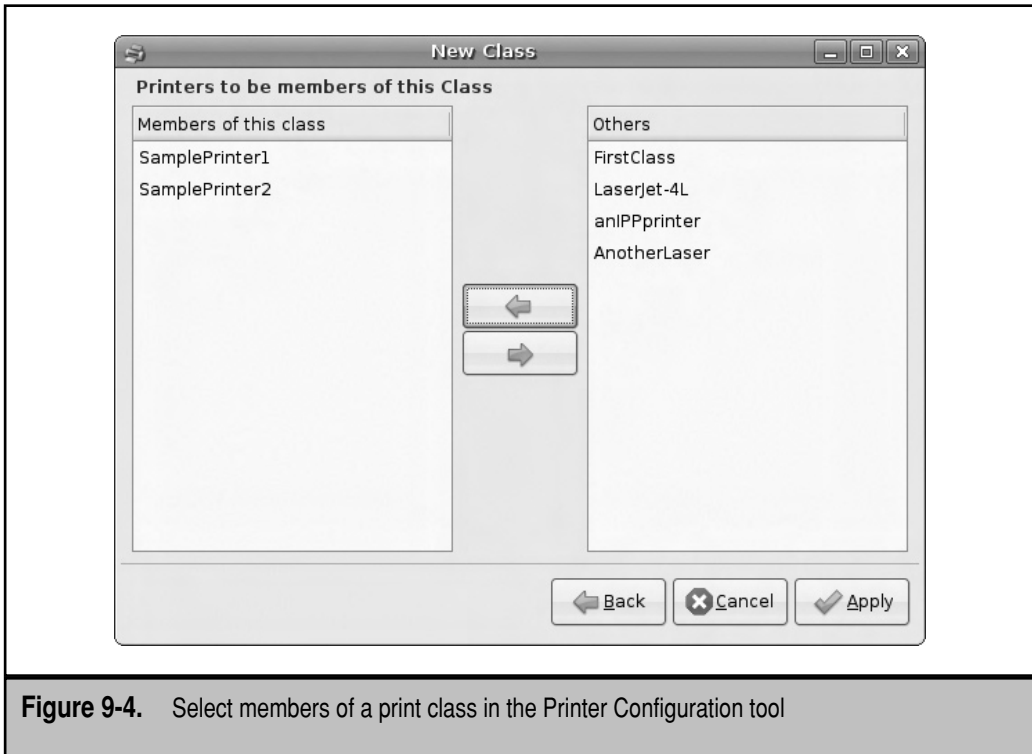 New Class
Printers to be members of this Class
Members of this class
SamplePrinter1
SamplePrinter2
Others
FirstClass
LaserJet-4L
anIPPprinter
AnotherLaser
Back
Cancel
Apply
Figure 9-4. Select members of a print class in the Printer Configuration tool